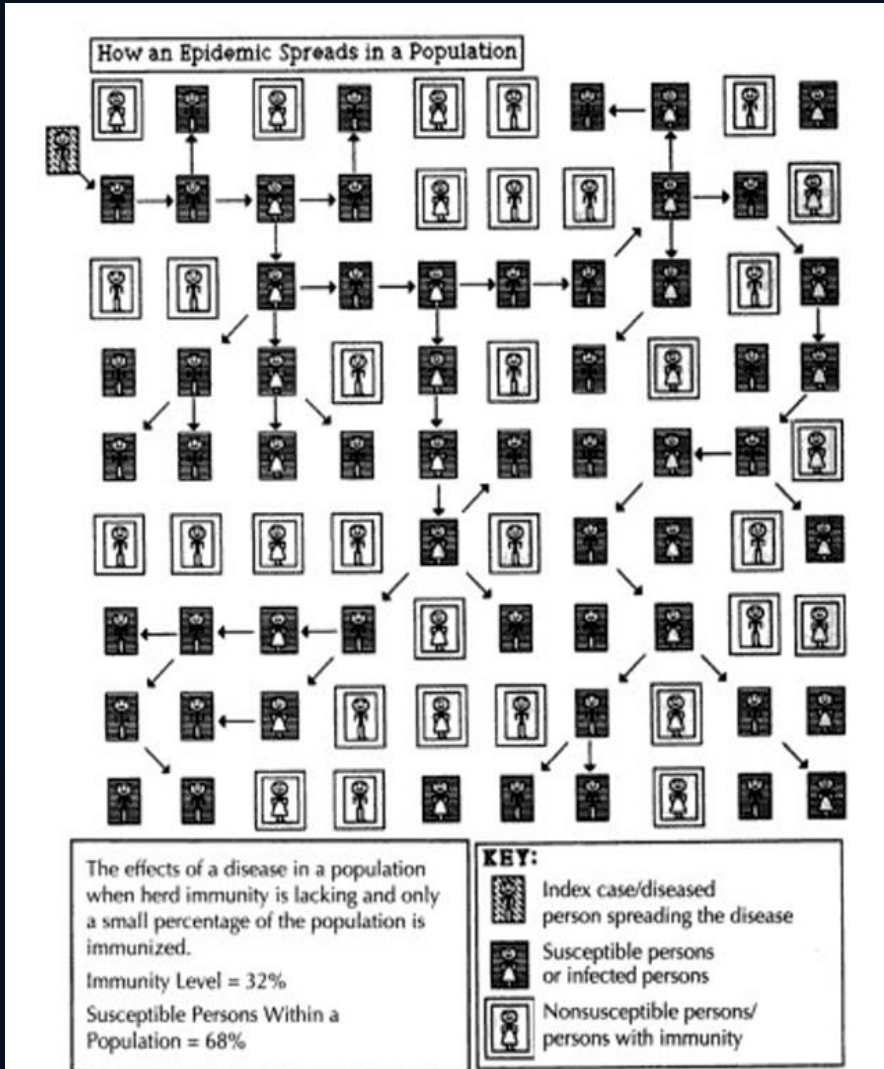 How an Epidemic Spreads in a Population
The effects of a disease in a population
when herd immunity is lacking and only
a small percentage of the population is
immunized.
Immunity Level = 32%
Susceptible Persons Within a
Population = 68%
KEY:
Index case/diseased
person spreading the disease
Susceptible persons
or infected persons
Nonsusceptible persons/
persons with immunity